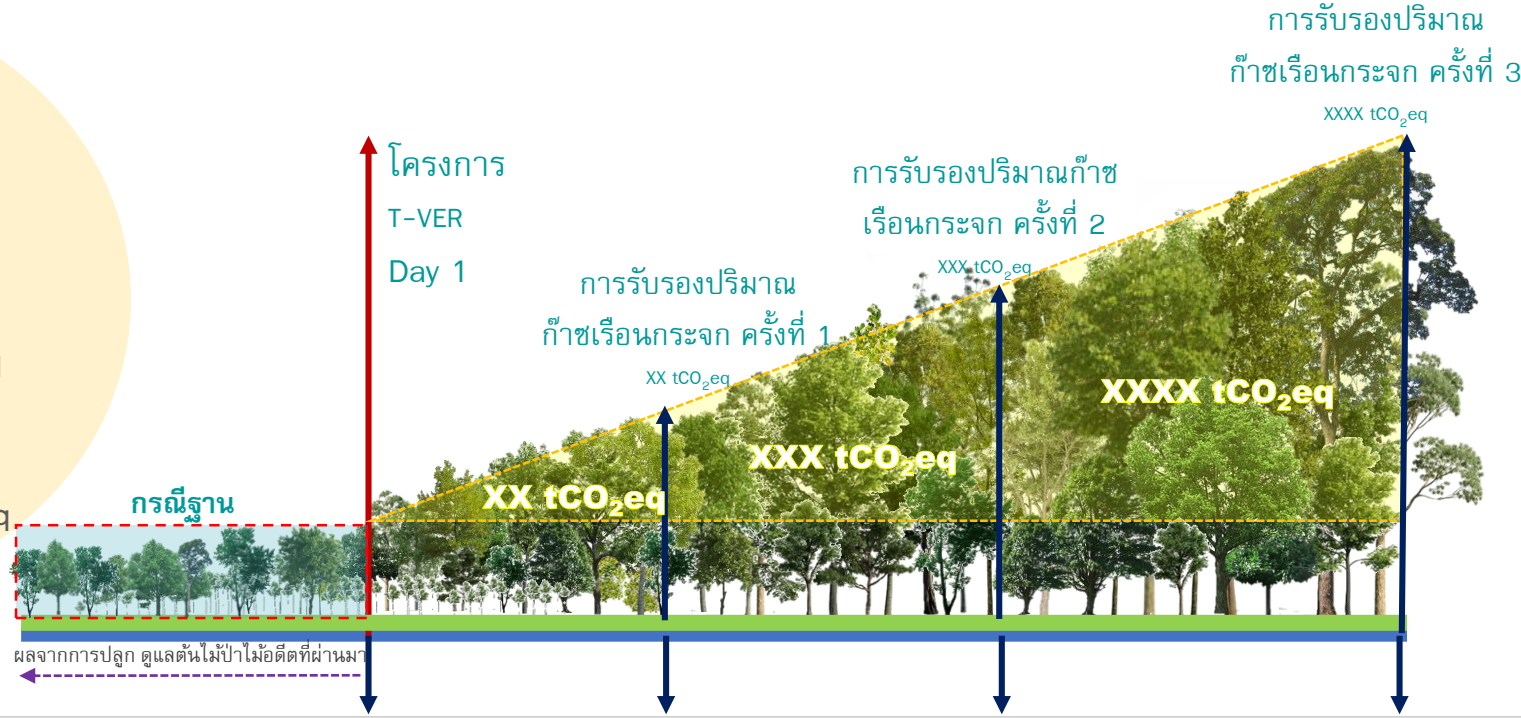 การรับรองปริมาณ
ก๊าซเรือนกระจก ครั้งที่ 3
XXXX tCO₂eq
โครงการ
T-VER
Day 1
การรับรองปริมาณก๊าซ
เรือนกระจก ครั้งที่ 2
XXX tCO₂eq
การรับรองปริมาณ
ก๊าซเรือนกระจก ครั้งที่ 1
XX tCO₂eq
XXXX tCO₂eq
XXX tCO₂eq
XX tCO₂eq
กรณีฐาน
q
ผลจากการปลูก ดูแลต้นไม้ป่าไม้อดีตที่ผ่านมา